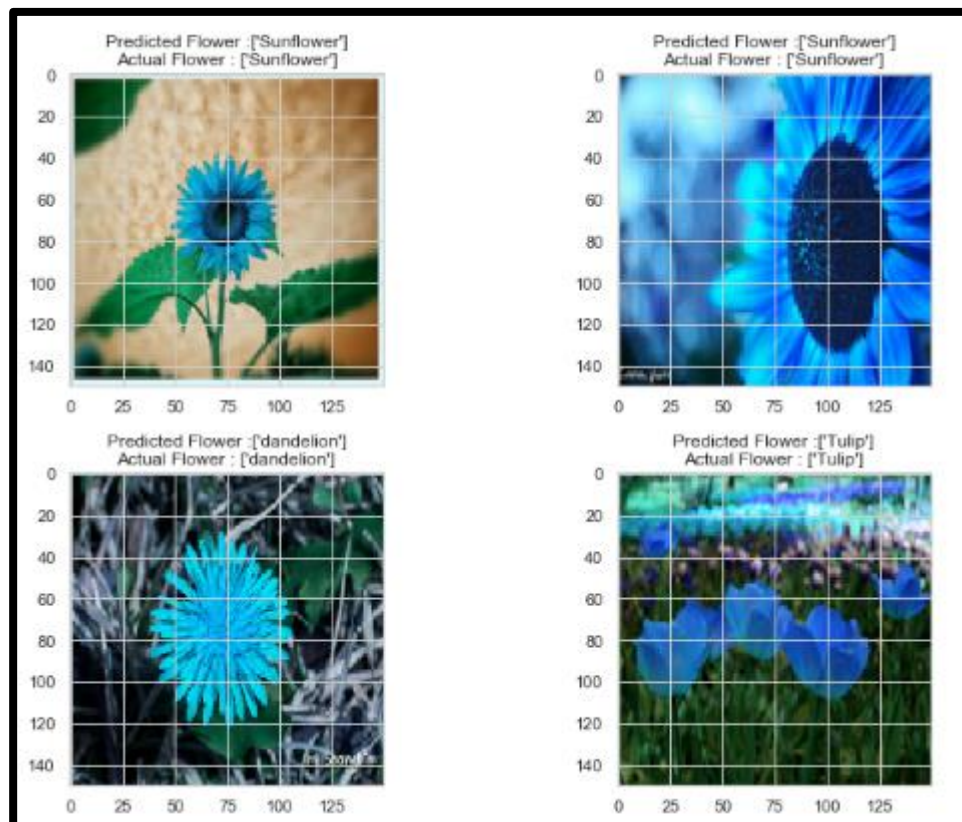 Predicted Flower :['Sunflower']
Actual Flower : ['Sunflower']
0
20
40
60
80
100
120
140
0 25 50 75 100 125
Predicted Flower :['Sunflower']
Actual Flower : ['Sunflower']
0
20
40
60
80
100
120
140
0 25 50 75 100 125
Predicted Flower :['dandelion']
Actual Flower : ['dandelion']
0
20
40
60
80
100
120
140
0 25 50 75 100 125
Predicted Flower :['Tulip']
Actual Flower : ['Tulip']
0
20
40
60
80
100
120
140
0 25 50 75 100 125